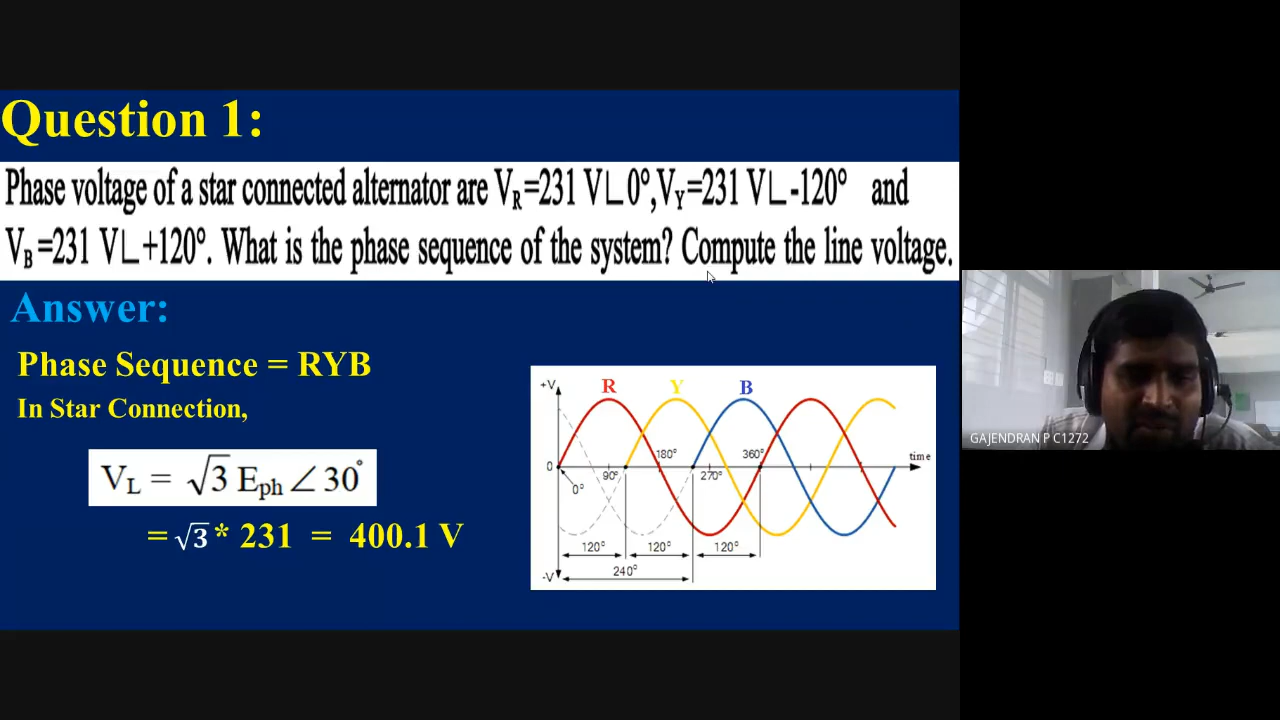 Question 1:
Phase voltage of a star connected alternator are VR=231 V∟0°,VY=231 V∟-120° and
VB=231 V∟+120°. What is the phase sequence of the system? Compute the line voltage.
Answer:
Phase Sequence = RYB
In Star Connection,
VL = √3 Eph ∠30°
= √3 * 231 = 400.1 V
+V
R
Y
B
180°
360°
time
0
0°
90°
270°
120°
120°
120°
240°
-V
GAJENDRAN P C1272